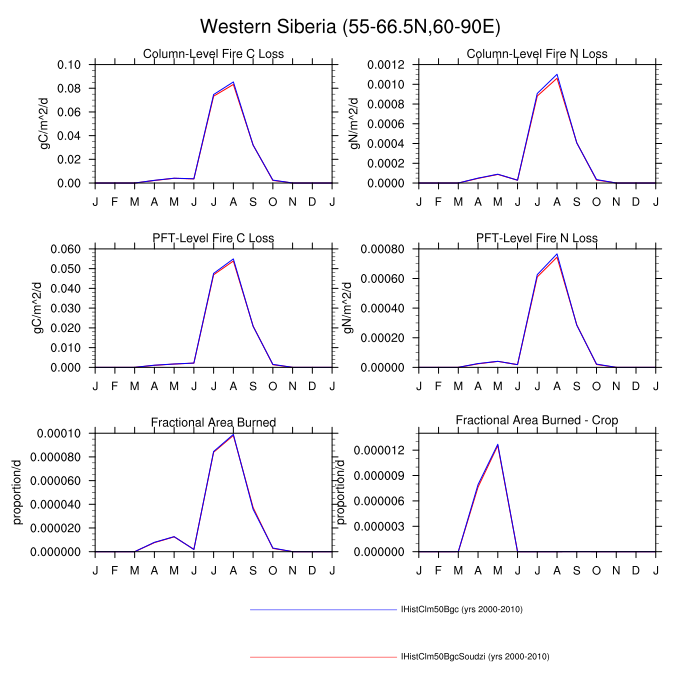 Western Siberia (55-66.5N,60-90E)
Column-Level Fire C Loss
gC/m^2/d
0.10
0.08
0.06
0.04
0.02
0.00
J F M A M J J A S O N D J
Column-Level Fire N Loss
gN/m^2/d
0.0012
0.0010
0.0008
0.0006
0.0004
0.0002
0.0000
J F M A M J J A S O N D J
PFT-Level Fire C Loss
gC/m^2/d
0.060
0.050
0.040
0.030
0.020
0.010
0.000
J F M A M J J A S O N D J
PFT-Level Fire N Loss
gN/m^2/d
0.00080
0.00060
0.00040
0.00020
0.00000
J F M A M J J A S O N D J
Fractional Area Burned
proportion/d
0.00010
0.000080
0.000060
0.000040
0.000020
0.000000
J F M A M J J A S O N D J
Fractional Area Burned - Crop
proportion/d
0.000012
0.000009
0.000006
0.000003
0.000000
J F M A M J J A S O N D J
IHistClm50Bgc (yrs 2000-2010)
IHistClm50BgcSoudzi (yrs 2000-2010)